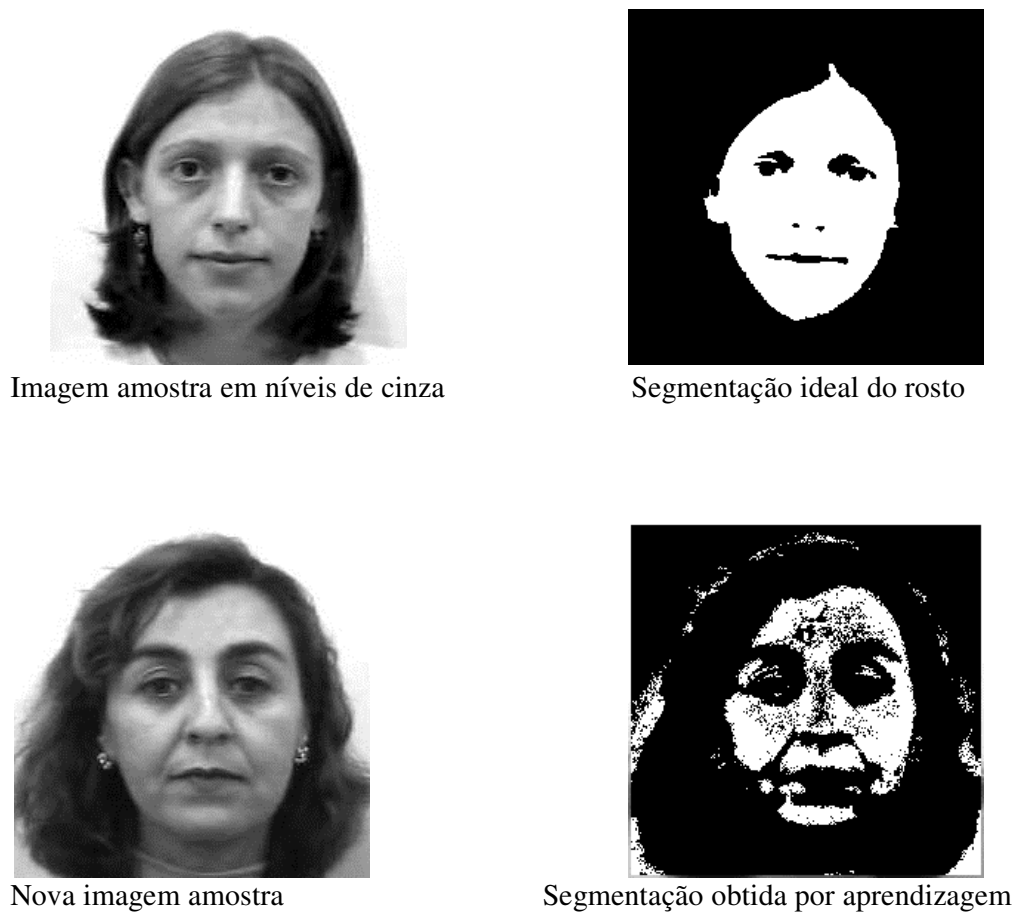 Imagem amostra em níveis de cinza
Segmentação ideal do rosto
Nova imagem amostra
Segmentação obtida por aprendizagem